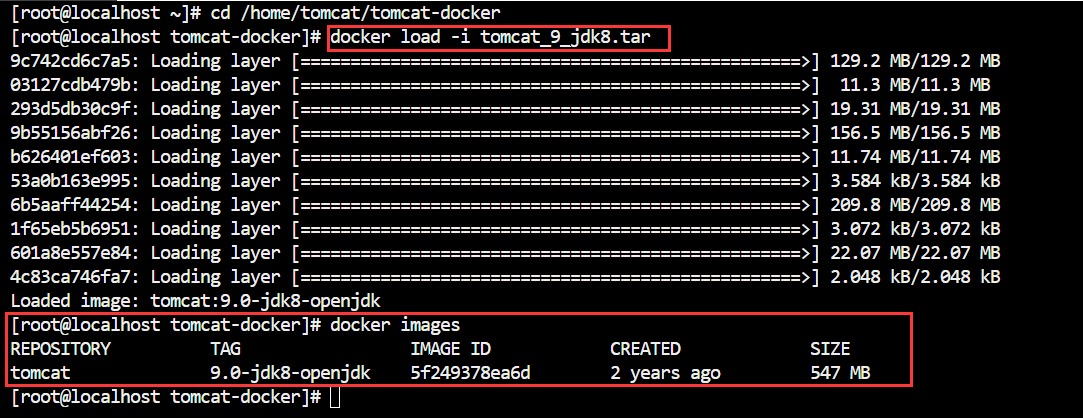 [root@localhost ~]# cd /home/tomcat/tomcat-docker
[root@localhost tomcat-docker]# docker load -i tomcat_9_jdk8.tar
9c742cd6c7a5: Loading layer [==================================================>] 129.2 MB/129.2 MB
03127cdb479b: Loading layer [==================================================>]  11.3 MB/11.3 MB
293d5db30c9f: Loading layer [==================================================>] 19.31 MB/19.31 MB
9b55156abf26: Loading layer [==================================================>] 156.5 MB/156.5 MB
b626401ef603: Loading layer [==================================================>] 11.74 MB/11.74 MB
53a0b163e995: Loading layer [==================================================>] 3.584 kB/3.584 kB
6b5aaff44254: Loading layer [==================================================>] 209.8 MB/209.8 MB
1f65eb5b6951: Loading layer [==================================================>] 3.072 kB/3.072 kB
601a8e557e84: Loading layer [==================================================>] 22.07 MB/22.07 MB
4c83ca746fa7: Loading layer [==================================================>] 2.048 kB/2.048 kB
Loaded image: tomcat:9.0-jdk8-openjdk
[root@localhost tomcat-docker]# docker images
REPOSITORY          TAG                 IMAGE ID            CREATED             SIZE
tomcat              9.0-jdk8-openjdk    5f249378ea6d        2 years ago         547 MB
[root@localhost tomcat-docker]#